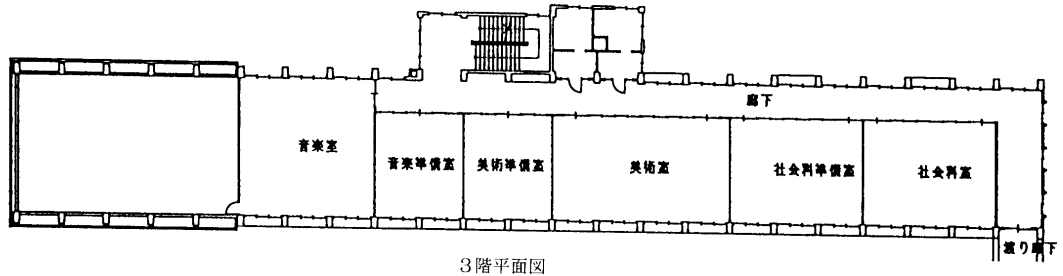 廊下
音楽室
音楽準備室
美術準備室
美術室
社会科準備室
社会科室
渡り廊下
3階平面図